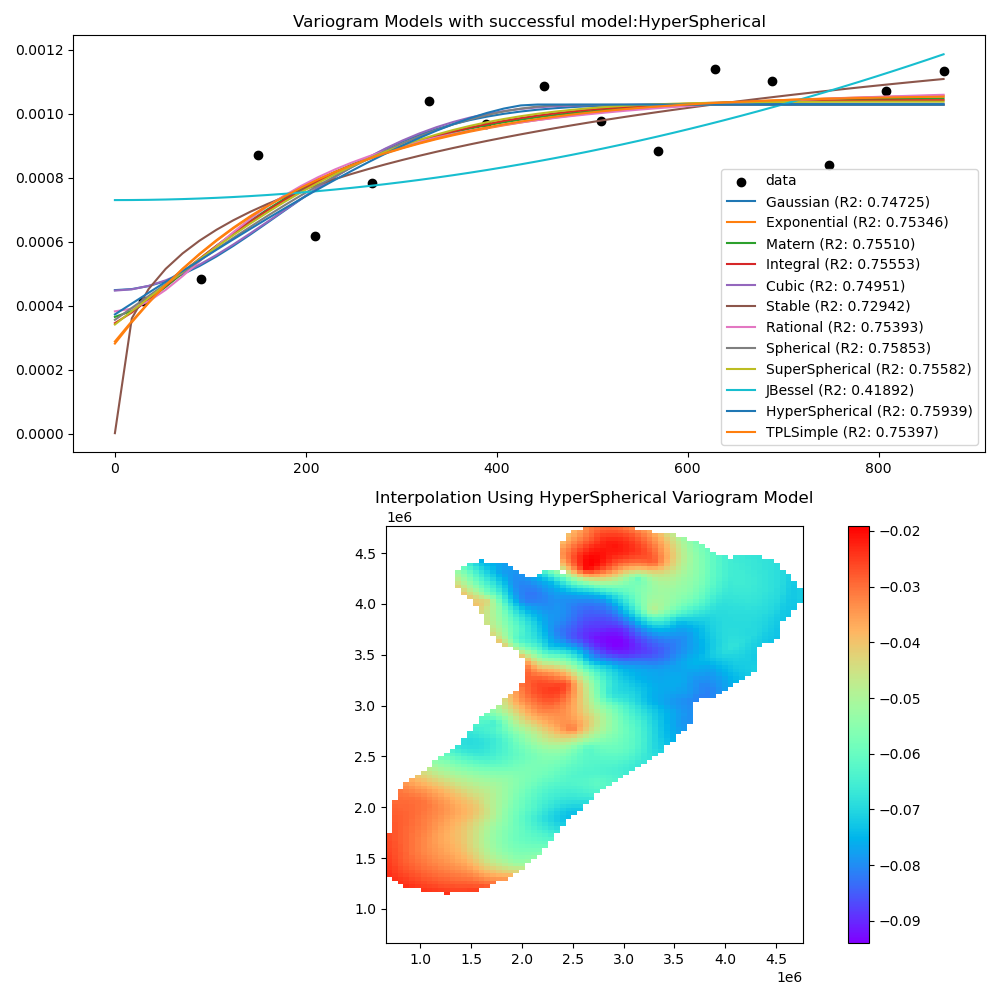 Variogram Models with successful model:HyperSpherical
0.0012
0.0010
0.0008
0.0006
0.0004
0.0002
0.0000
0 200 400 600 800
data
Gaussian (R2: 0.74725)
Exponential (R2: 0.75346)
Matern (R2: 0.75510)
Integral (R2: 0.75553)
Cubic (R2: 0.74951)
Stable (R2: 0.72942)
Rational (R2: 0.75393)
Spherical (R2: 0.75853)
SuperSpherical (R2: 0.75582)
JBessel (R2: 0.41892)
HyperSpherical (R2: 0.75939)
TPLSimple (R2: 0.75397)
Interpolation Using HyperSpherical Variogram Model
1e6
4.5
4.0
3.5
3.0
2.5
2.0
1.5
1.0
1.0 1.5 2.0 2.5 3.0 3.5 4.0 4.5
1e6
−0.02
−0.03
−0.04
−0.05
−0.06
−0.07
−0.08
−0.09